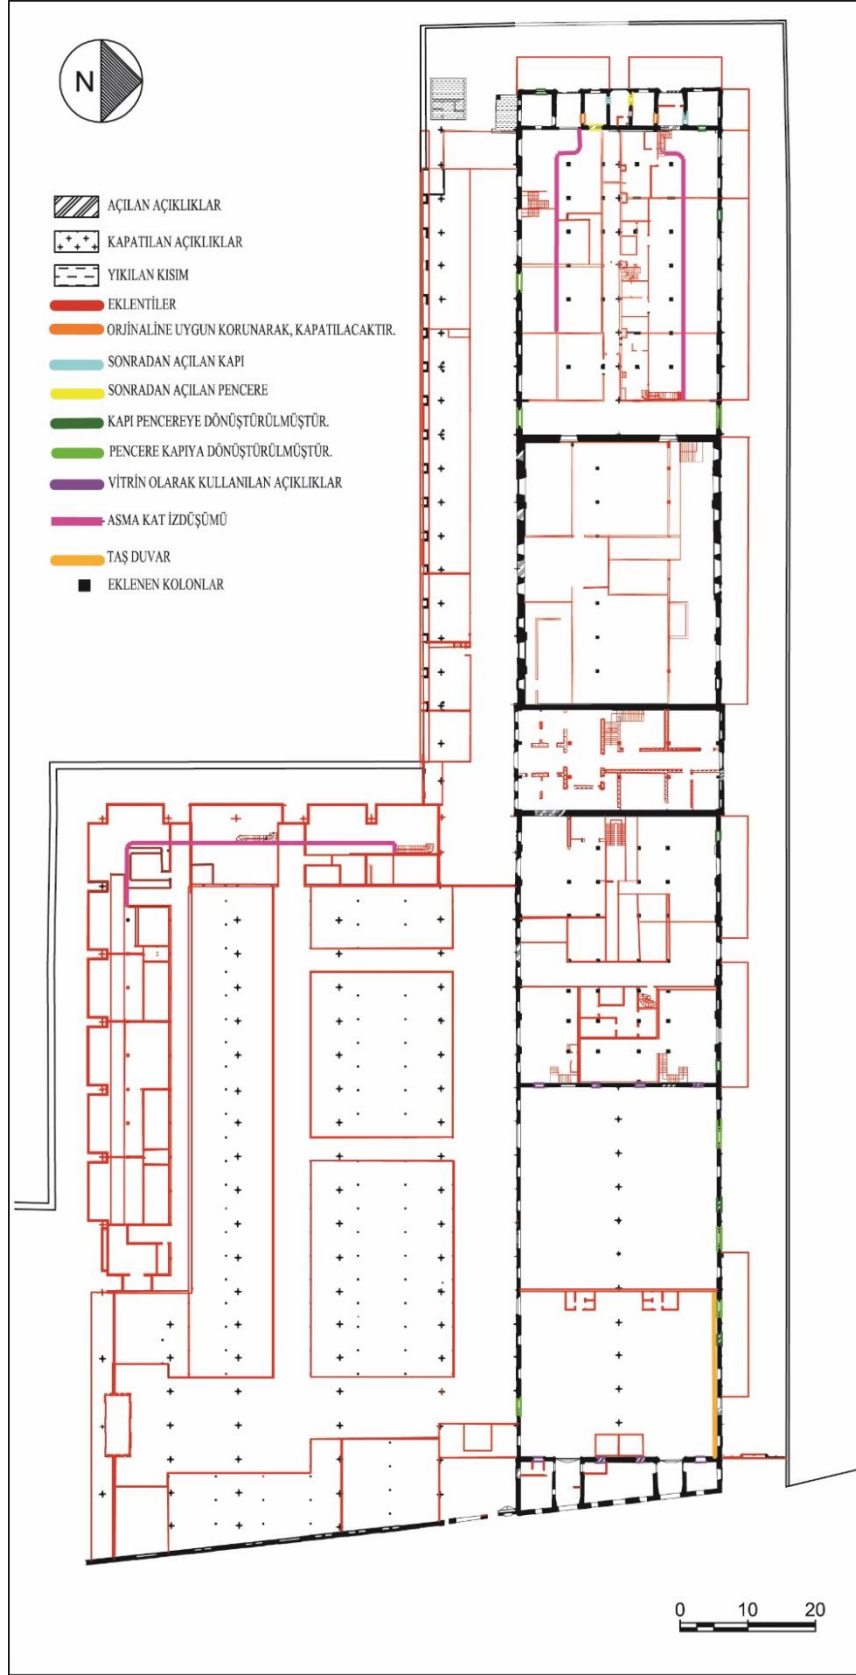 N
AÇILAN AÇIKLIKLAR
KAPATILAN AÇIKLIKLAR
YIKILAN KISIM
EKLENTİLER
ORJİNALİNE UYGUN KORUNARAK, KAPATILACAKTIR.
SONRADAN AÇILAN KAPI
SONRADAN AÇILAN PENCERE
KAPI PENCEREYE DÖNÜŞTÜRÜLMÜŞTÜR.
PENCERE KAPIYA DÖNÜŞTÜRÜLMÜŞTÜR.
VİTRİN OLARAK KULLANILAN AÇIKLIKLAR
ASMA KAT İZDÜŞÜMÜ
TAŞ DUVAR
EKLENEN KOLONLAR
0 10 20